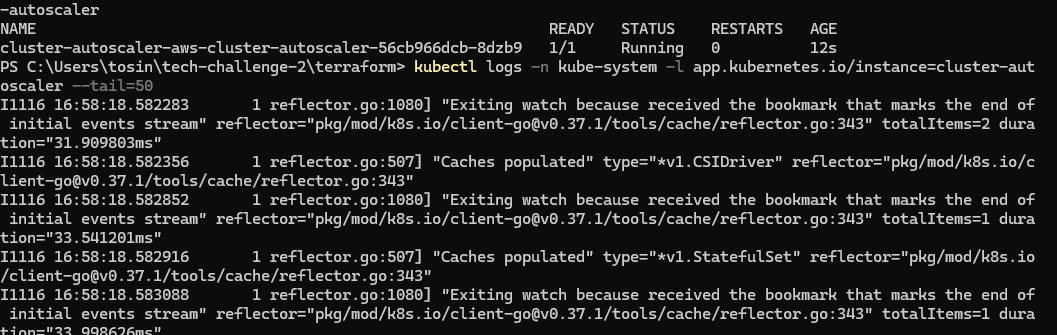 -autoscaler
NAME                                                 READY   STATUS    RESTARTS   AGE
cluster-autoscaler-aws-cluster-autoscaler-56cb966dcb-8dzb9   1/1     Running   0          12s
PS C:\Users\tosin\tech-challenge-2\terraform> kubectl logs -n kube-system -l app.kubernetes.io/instance=cluster-aut
oscaler --tail=50
I1116 16:58:18.582283       1 reflector.go:1080] "Exiting watch because received the bookmark that marks the end of
 initial events stream" reflector="pkg/mod/k8s.io/client-go@v0.37.1/tools/cache/reflector.go:343" totalItems=2 dura
tion="31.909803ms"
I1116 16:58:18.582356       1 reflector.go:507] "Caches populated" type="*v1.CSIDriver" reflector="pkg/mod/k8s.io/c
lient-go@v0.37.1/tools/cache/reflector.go:343"
I1116 16:58:18.582852       1 reflector.go:1080] "Exiting watch because received the bookmark that marks the end of
 initial events stream" reflector="pkg/mod/k8s.io/client-go@v0.37.1/tools/cache/reflector.go:343" totalItems=1 dura
tion="33.541201ms"
I1116 16:58:18.582916       1 reflector.go:507] "Caches populated" type="*v1.StatefulSet" reflector="pkg/mod/k8s.io
/client-go@v0.37.1/tools/cache/reflector.go:343"
I1116 16:58:18.583088       1 reflector.go:1080] "Exiting watch because received the bookmark that marks the end of
 initial events stream" reflector="pkg/mod/k8s.io/client-go@v0.37.1/tools/cache/reflector.go:343" totalItems=1 dura
tion="33.998626ms"